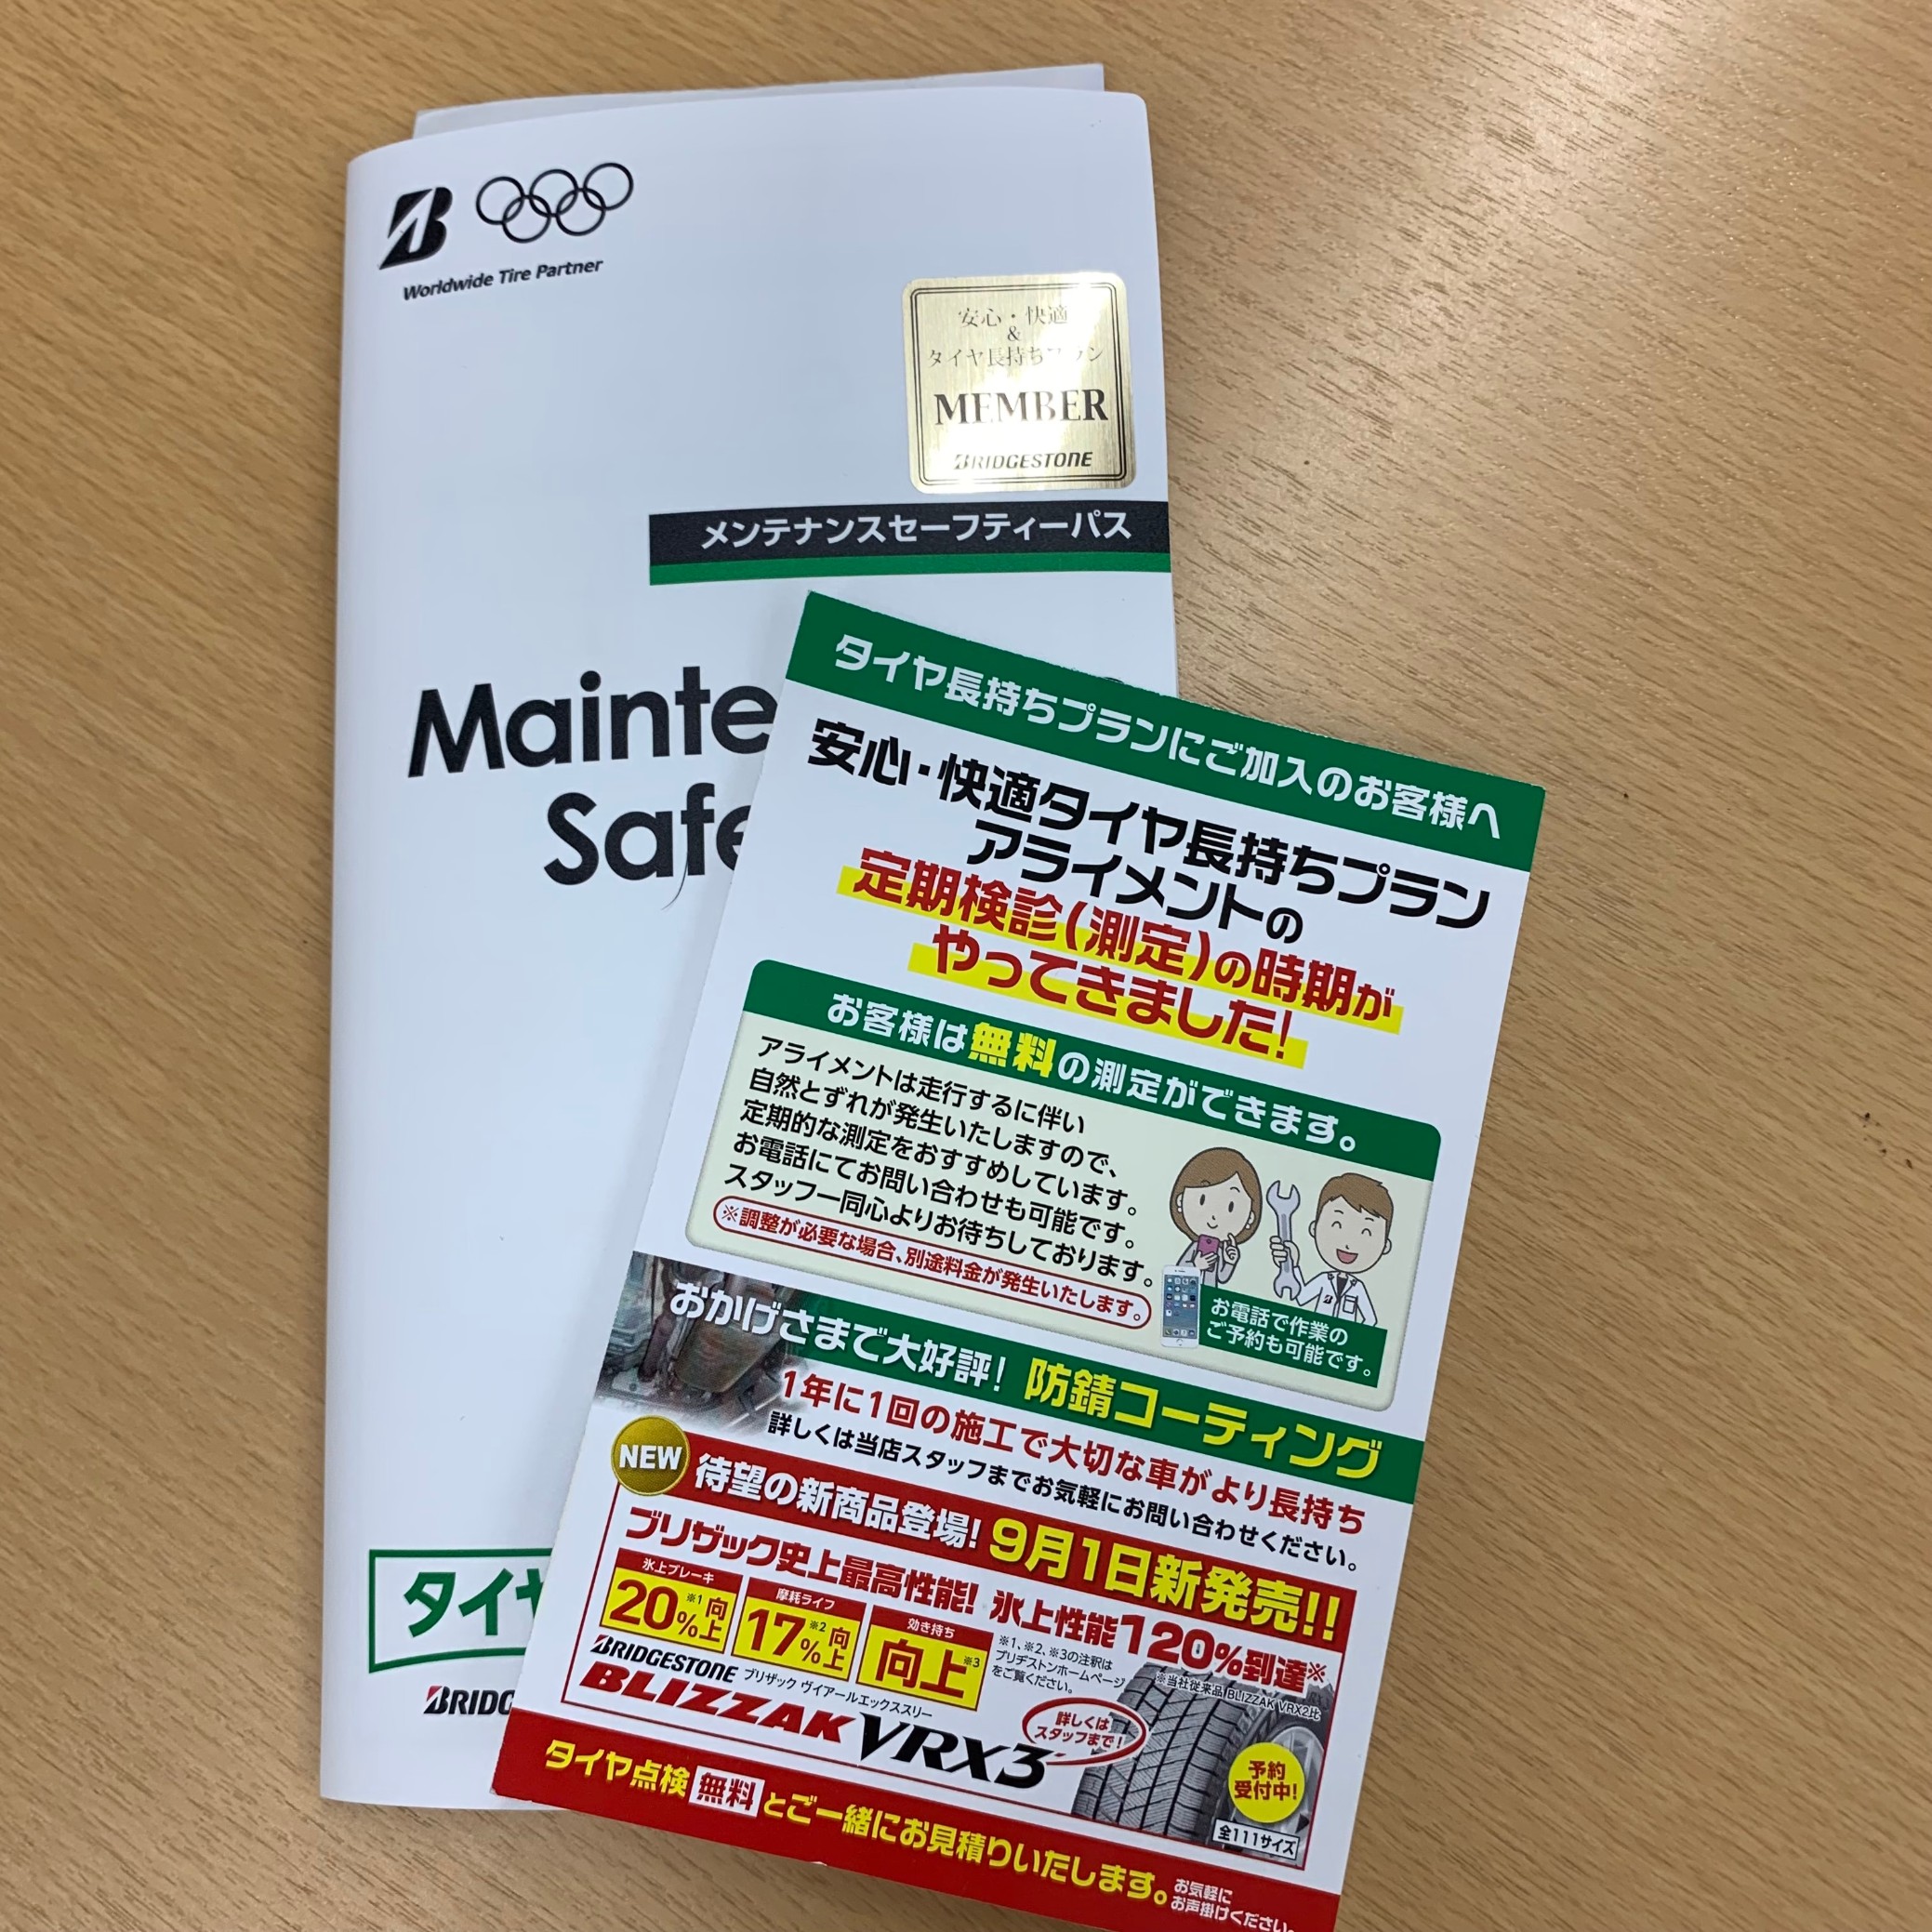 Worldwide Tire Partner
安心・快適
&
タイヤ長持ちプラン
MEMBER
BRIDGESTONE
メンテナンスセーフティーパス
Mainte
Safe
タイヤ
BRIDG
タイヤ長持ちプランにご加入のお客様へ
安心・快適タイヤ長持ちプラン
アライメントの
定期検診(測定)の時期が
やってきました!
お客様は無料の測定ができます。
アライメントは走行するに伴い
自然とずれが発生いたしますので、
定期的な測定をおすすめしています。
お電話にてお問い合わせも可能です。
スタッフ一同心よりお待ちしております。
※調整が必要な場合、別途料金が発生いたします。
お電話で作業の
ご予約も可能です。
おかげさまで大好評! 防錆コーティング
1年に1回の施工で大切な車がより長持ち
詳しくは当店スタッフまでお気軽にお問い合わせください。
NEW 待望の新商品登場! 9月1日新発売!!
ブリザック史上最高性能! 氷上性能120%到達※
※当社従来品 BLIZZAK VRX2比
氷上ブレーキ
20%※1向上
摩耗ライフ
17%※2向上
効き持ち
向上※3
※1、※2、※3の注釈は
ブリヂストンホームページ
をご覧ください。
BRIDGESTONE ブリザック ヴイアールエックススリー
BLIZZAK VRX3
詳しくは
スタッフまで!
予約
受付中!
全111サイズ
タイヤ点検無料とご一緒にお見積りいたします。
お気軽に
お声掛けください。